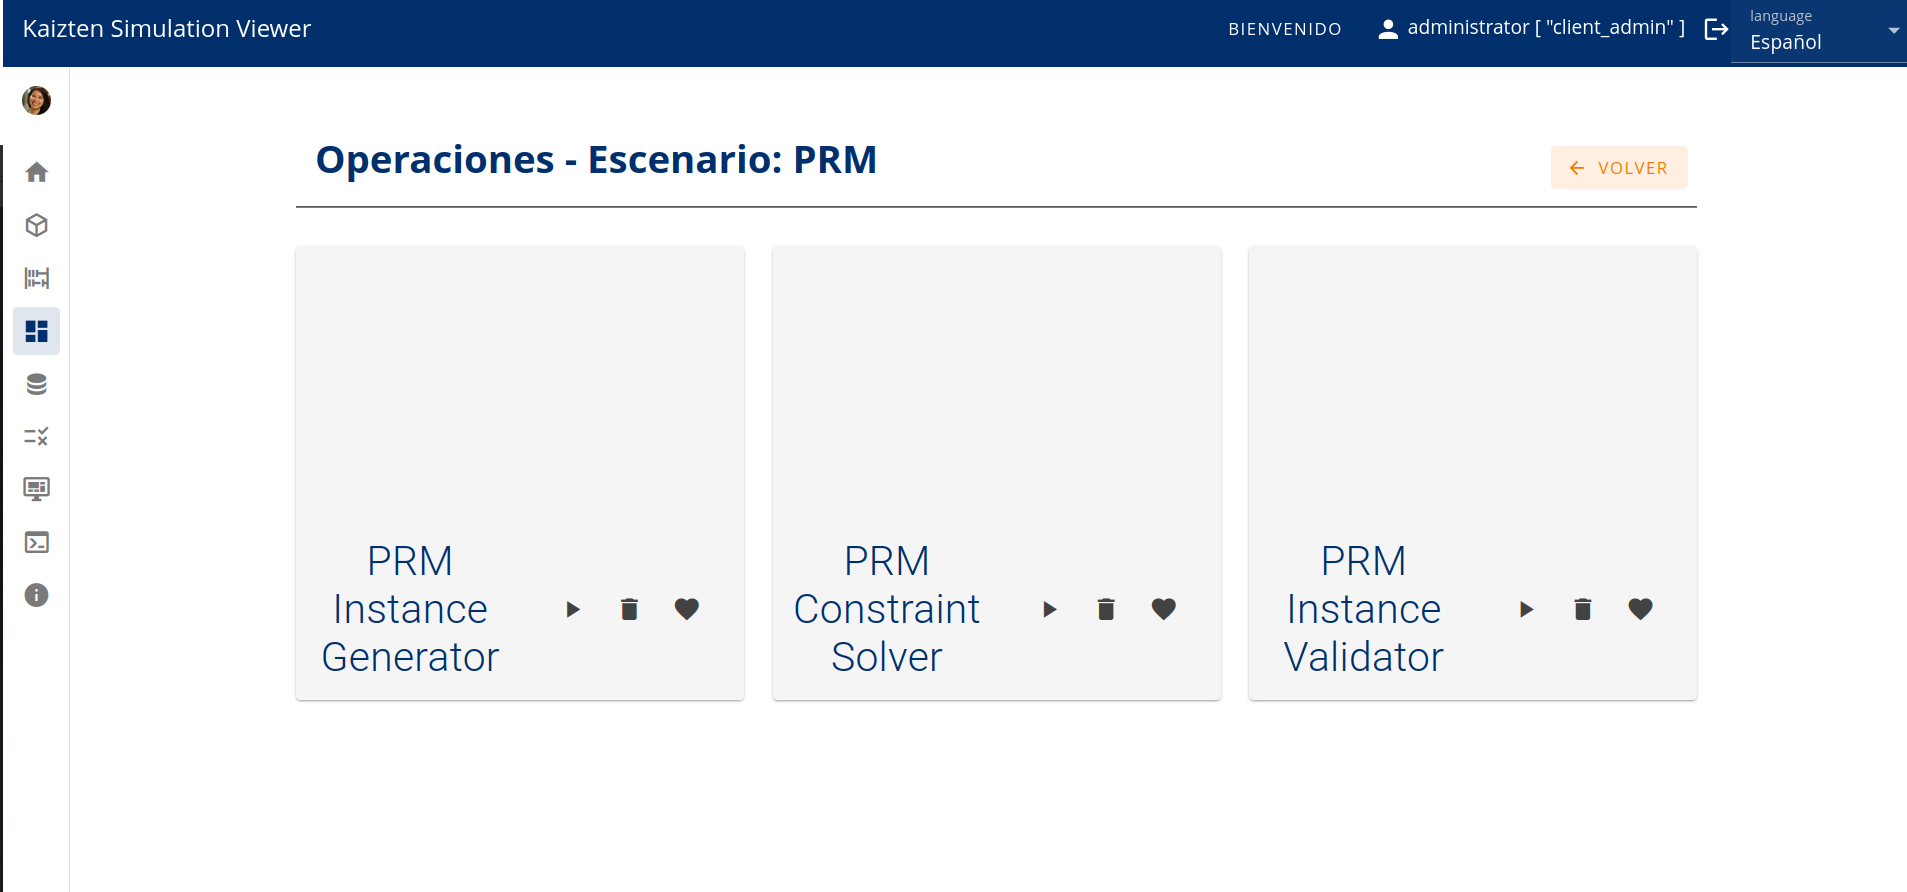 Kaizten Simulation Viewer
BIENVENIDO
administrator [ "client_admin" ]
language
Español
Operaciones - Escenario: PRM
VOLVER
PRM
Instance
Generator
PRM
Constraint
Solver
PRM
Instance
Validator